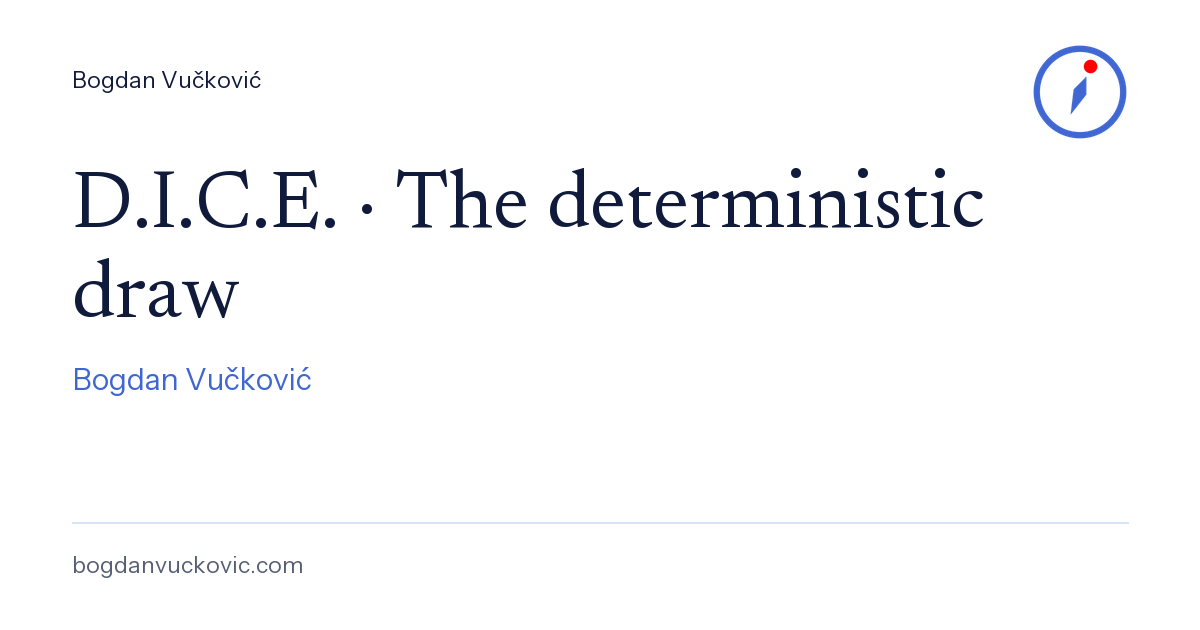 Bogdan Vučković
D.I.C.E. · The deterministic
draw
Bogdan Vučković
bogdanvuckovic.com